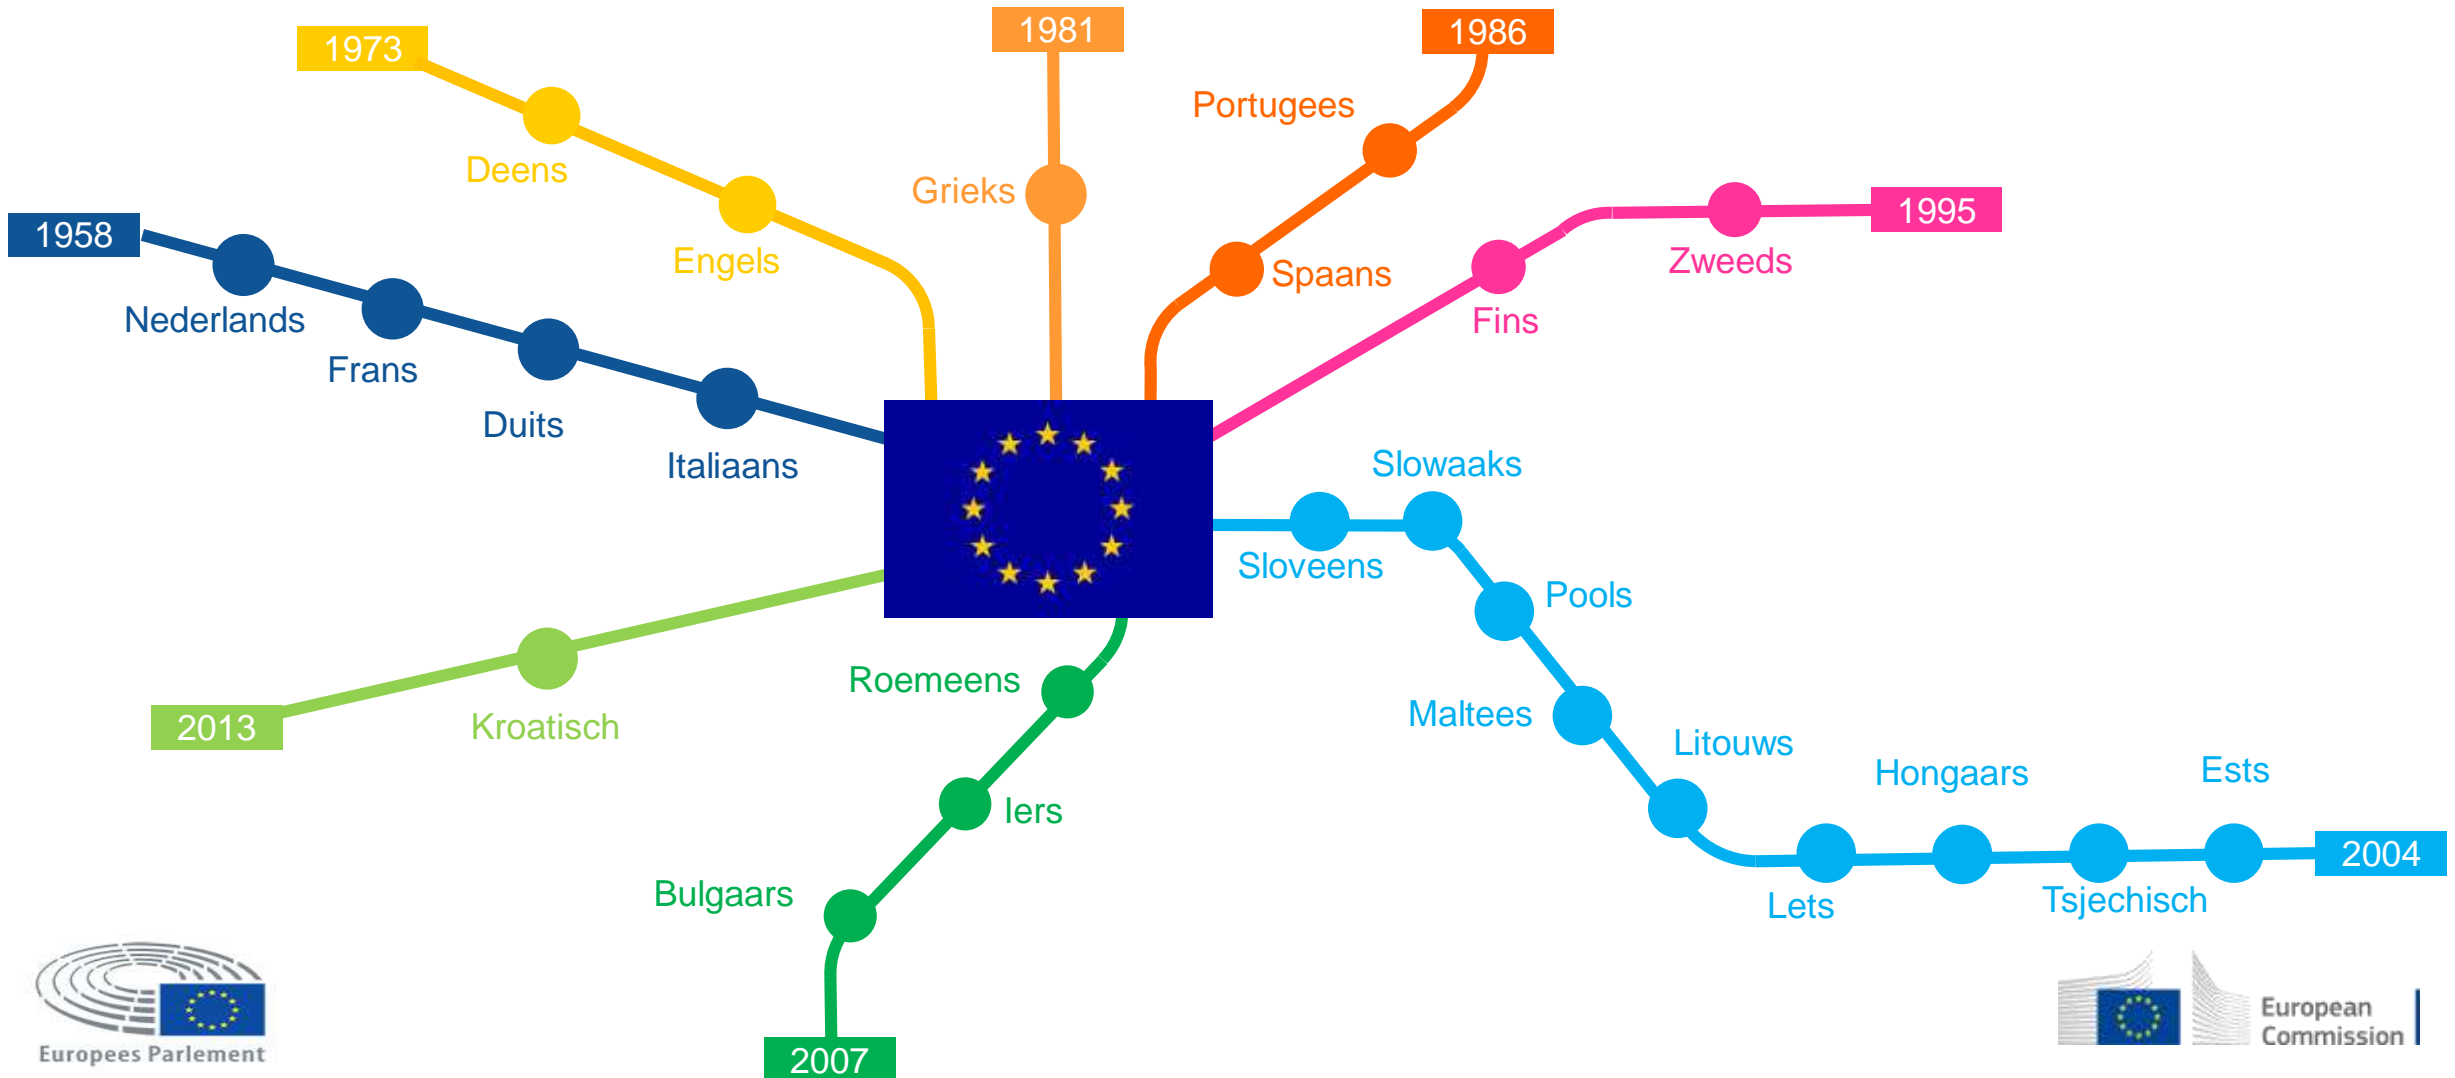 1973
Deens
Engels
1981
Grieks
1986
Portugees
Spaans
1995
Zweeds
Fins
1958
Nederlands
Frans
Duits
Italiaans
Slowaaks
Sloveens
Pools
Maltees
Litouws
Hongaars
Ests
Lets
Tsjechisch
2004
2013
Kroatisch
Roemeens
Iers
Bulgaars
2007
Europees Parlement
European
Commission